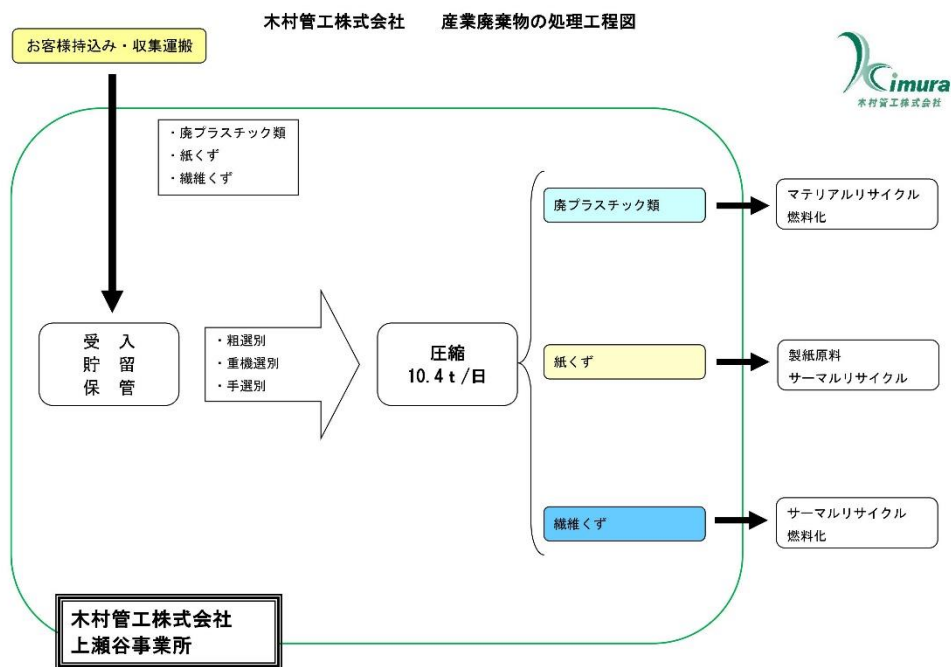 木村管工株式会社　　産業廃棄物の処理工程図
お客様持込み・収集運搬
Kimura
木村管工株式会社
・廃プラスチック類
・紙くず
・繊維くず
廃プラスチック類
マテリアルリサイクル
燃料化
受　入
貯　留
保　管
・粗選別
・重機選別
・手選別
圧縮
10.4ｔ/日
紙くず
製紙原料
サーマルリサイクル
繊維くず
サーマルリサイクル
燃料化
木村管工株式会社
上瀬谷事業所